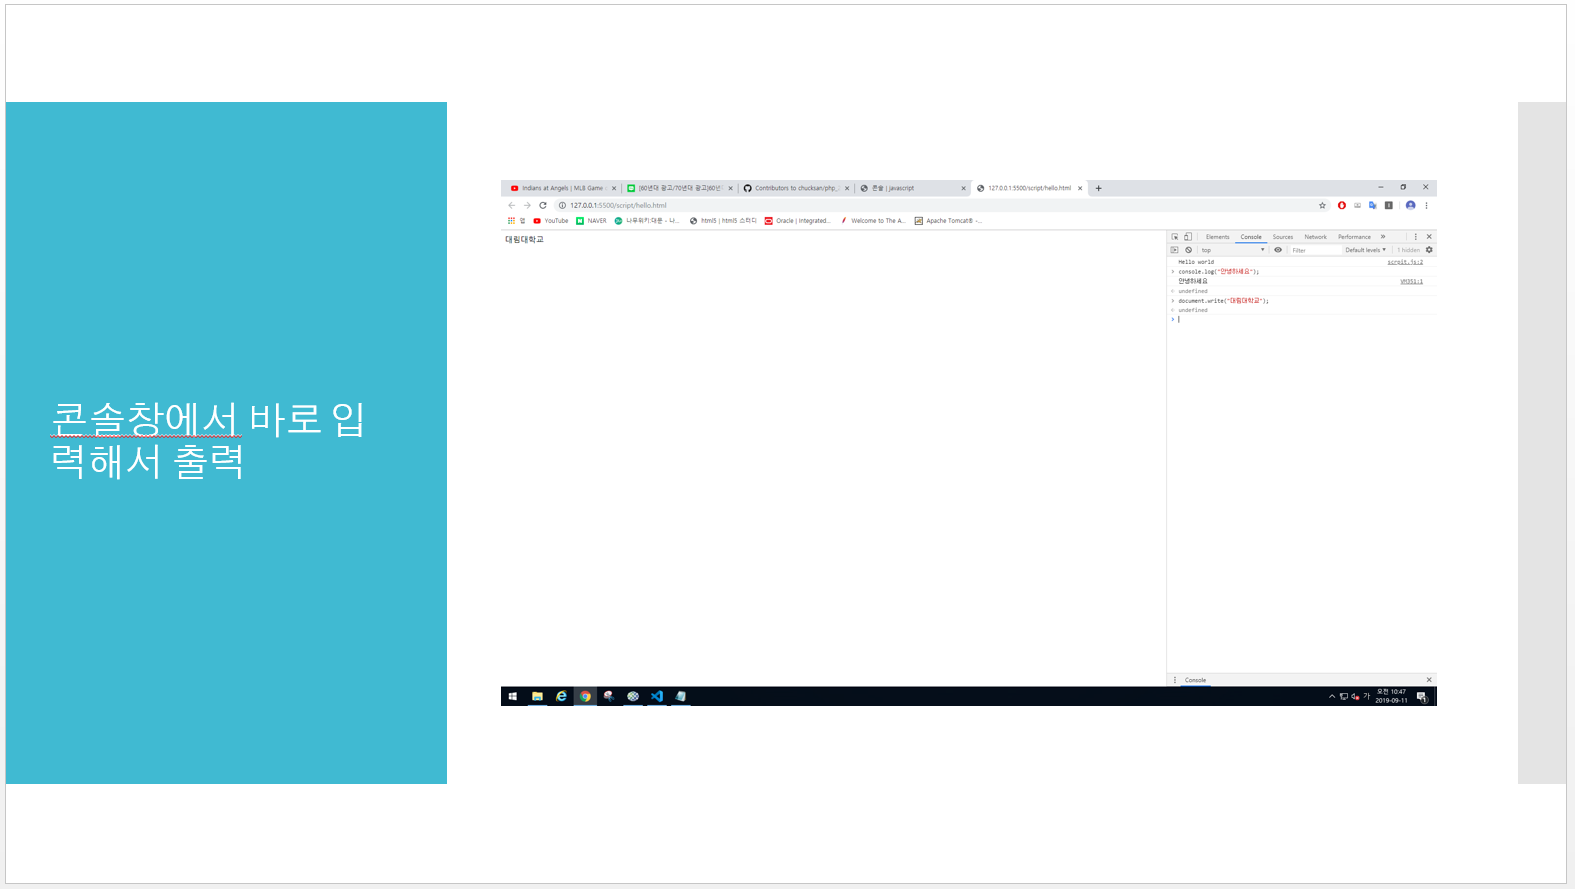 콘솔창에서 바로 입
력해서 출력
Indians at Angels | MLB Game
[60년대 광고/70년대 광고]60년
Contributors to chucksan/php_
콘솔 | Javascript
127.0.0.1:5500/script/hello.html
127.0.0.1:5500/script/hello.html
앱
YouTube
NAVER
나무위키:대문 - 나...
html5 | html5 스터디
Oracle | Integrated...
Welcome to The A...
Apache Tomcat® -...
대림대학교
Elements
Console
Sources
Network
Performance
»
top
Filter
Default levels
1 hidden
Hello world
scrpit.js:2
console.log("안녕하세요");
안녕하세요
VM351:1
undefined
document.write("대림대학교");
undefined
Console
가
오전 10:47
2019-09-11